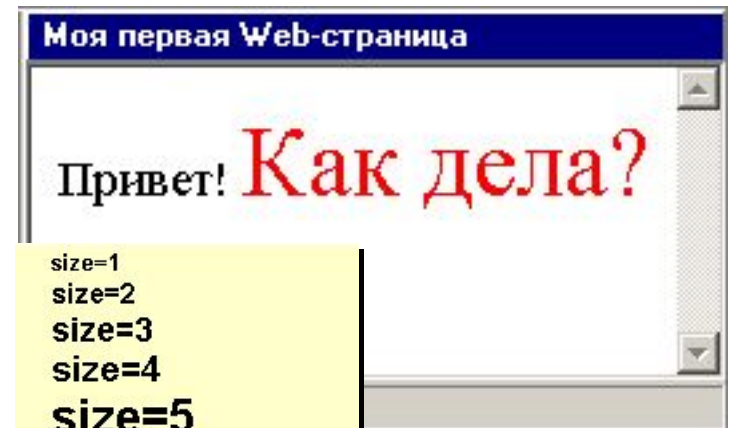 Моя первая Web-страница
Привет! Как дела?
size=1
size=2
size=3
size=4
size=5